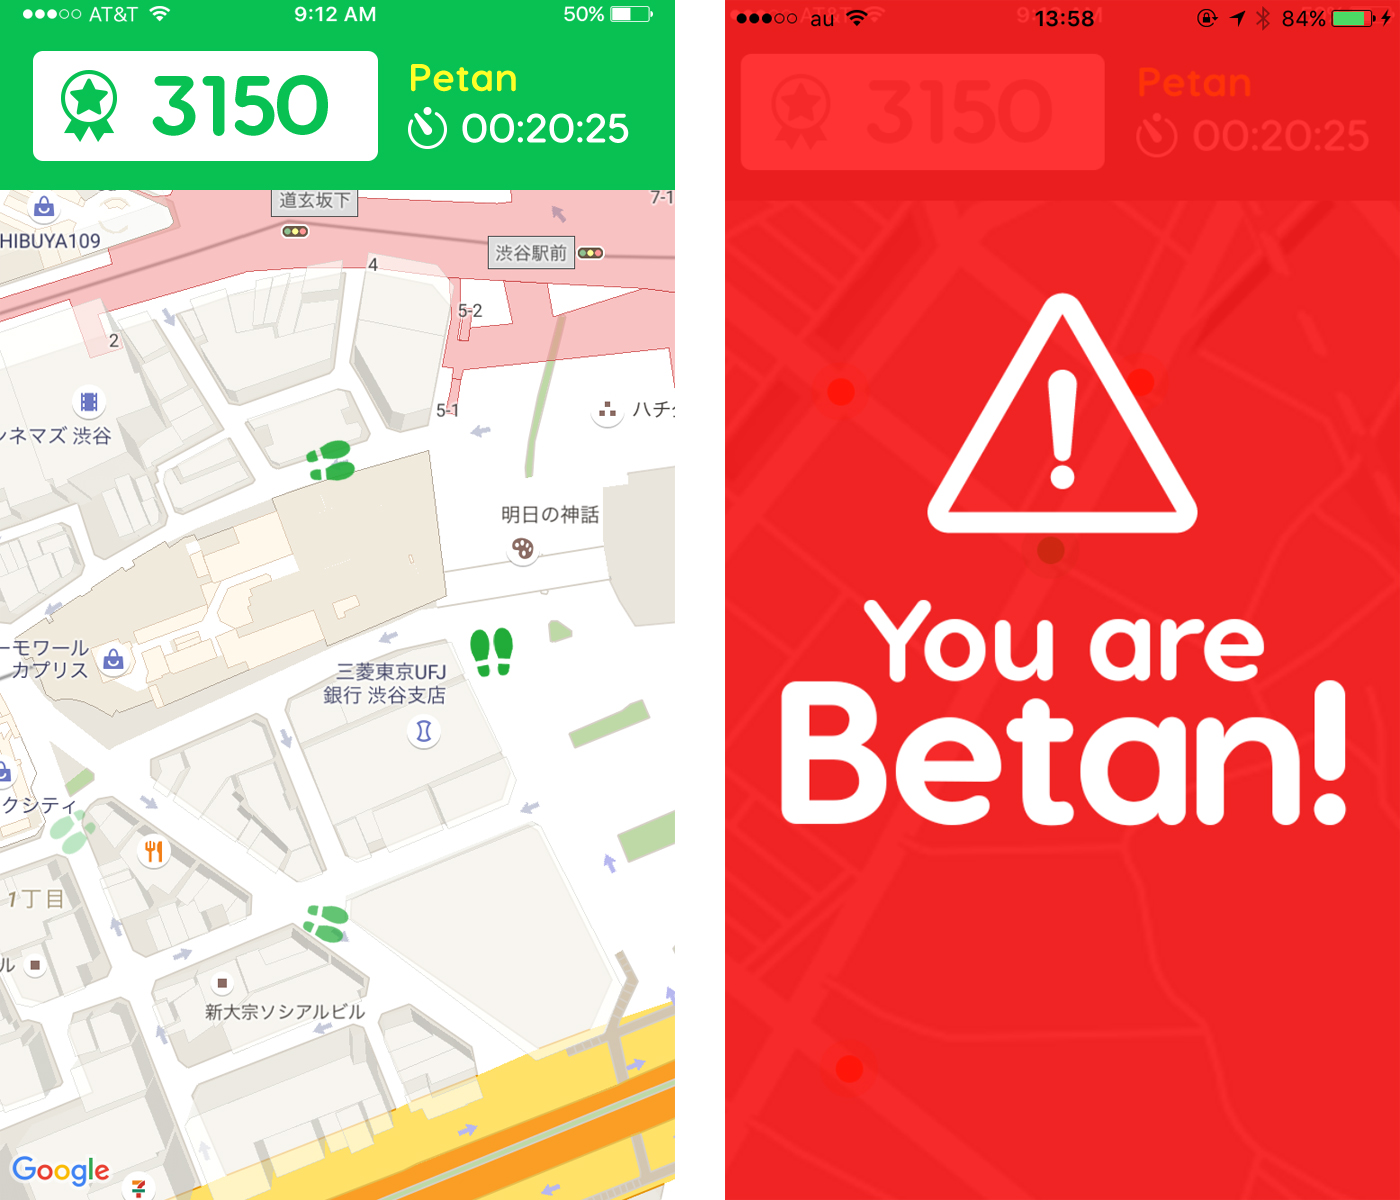 AT&T 9:12 AM 50%
3150
Petan
00:20:25
道玄坂下
7-1
HIBUYA109
渋谷駅前
4
5-2
2
5-1
ハチ
ネマズ 渋谷
明日の神話
ーモワール
カプリス
三菱東京UFJ
銀行 渋谷支店
クシティ
1丁目
ル
新大宗ソシアルビル
Google
7
au 13:58 84%
3150
Petan
00:20:25
You are
Betan!